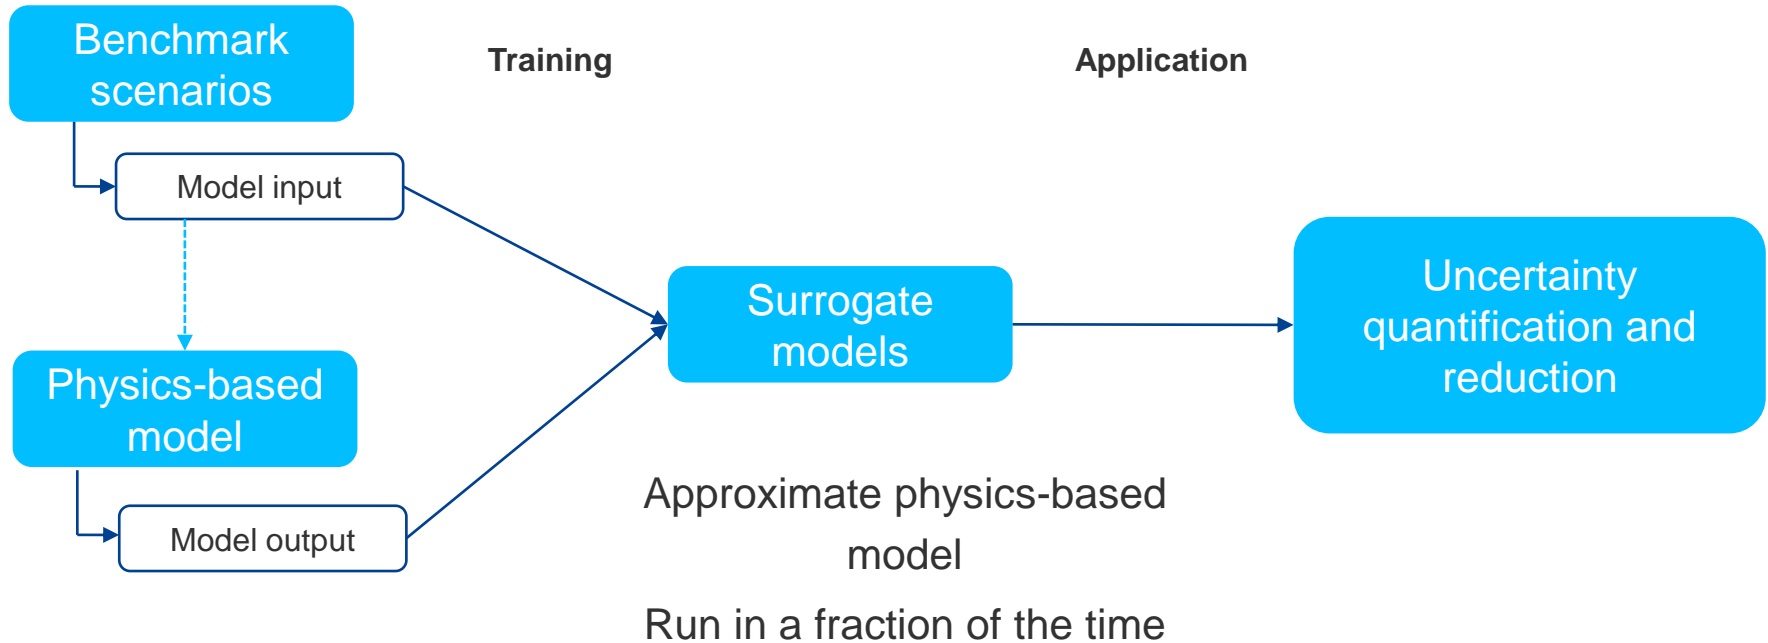 Benchmark
scenarios
Training
Application
Model input
Physics-based
model
Model output
Surrogate
models
Uncertainty
quantification and
reduction
Approximate physics-based
model
Run in a fraction of the time